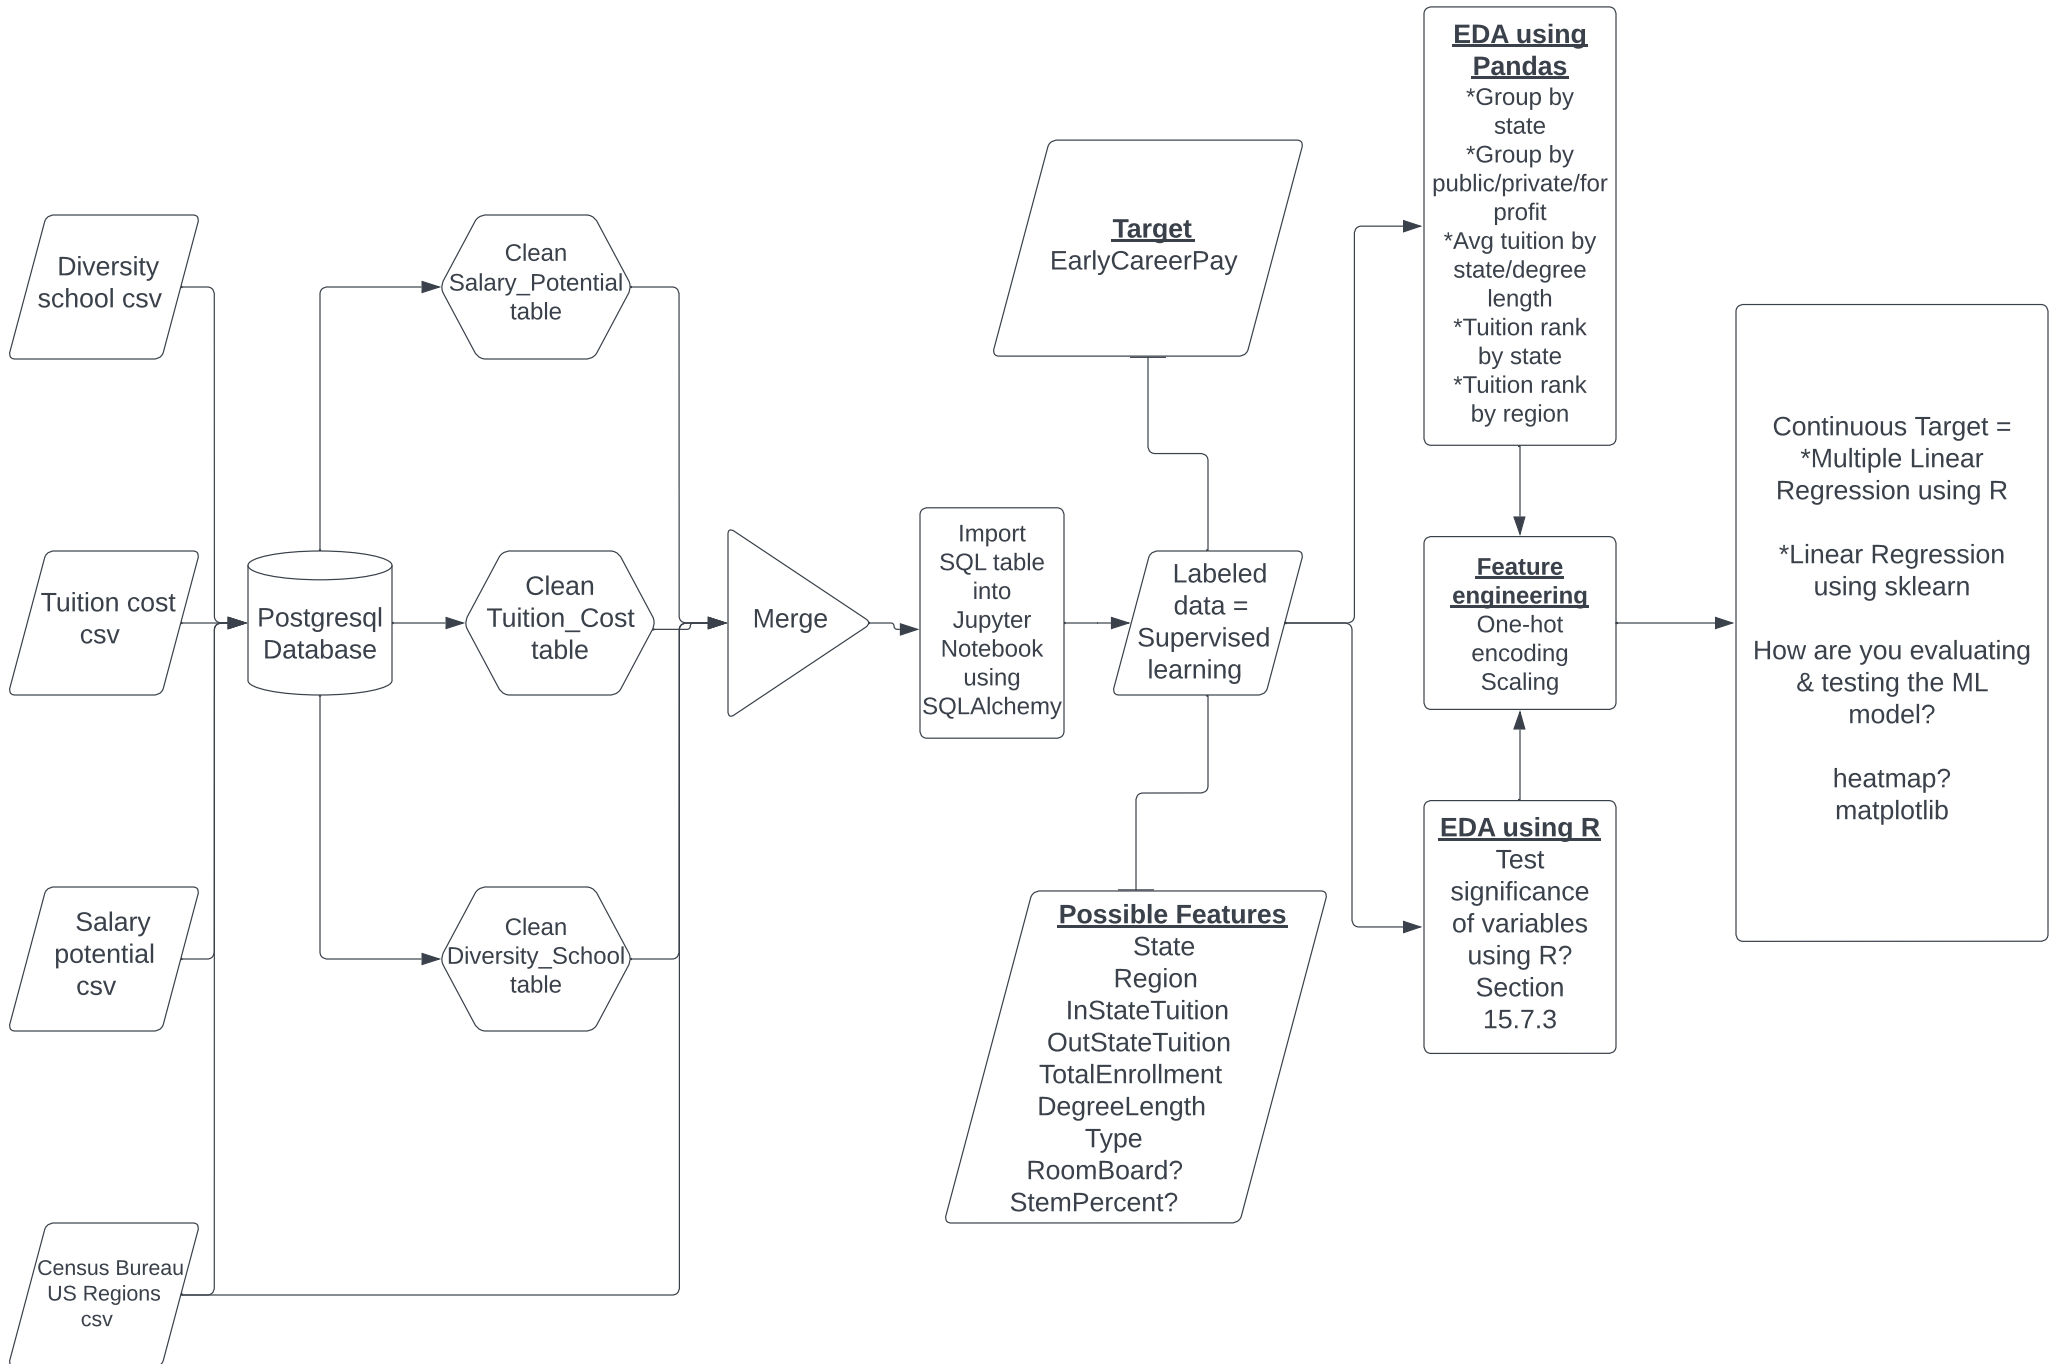 Diversity
school csv
Tuition cost
csv
Salary
potential
csv
Census Bureau
US Regions
csv
Postgresql
Database
Clean
Salary_Potential
table
Clean
Tuition_Cost
table
Clean
Diversity_School
table
Merge
Import
SQL table
into
Jupyter
Notebook
using
SQLAlchemy
Target
EarlyCareerPay
Labeled
data =
Supervised
learning
Possible Features
State
Region
InStateTuition
OutStateTuition
TotalEnrollment
DegreeLength
Type
RoomBoard?
StemPercent?
EDA using
Pandas
*Group by
state
*Group by
public/private/for
profit
*Avg tuition by
state/degree
length
*Tuition rank
by state
*Tuition rank
by region
Feature
engineering
One-hot
encoding
Scaling
EDA using R
Test
significance
of variables
using R?
Section
15.7.3
Continuous Target =
*Multiple Linear
Regression using R
*Linear Regression
using sklearn
How are you evaluating
& testing the ML
model?
heatmap?
matplotlib